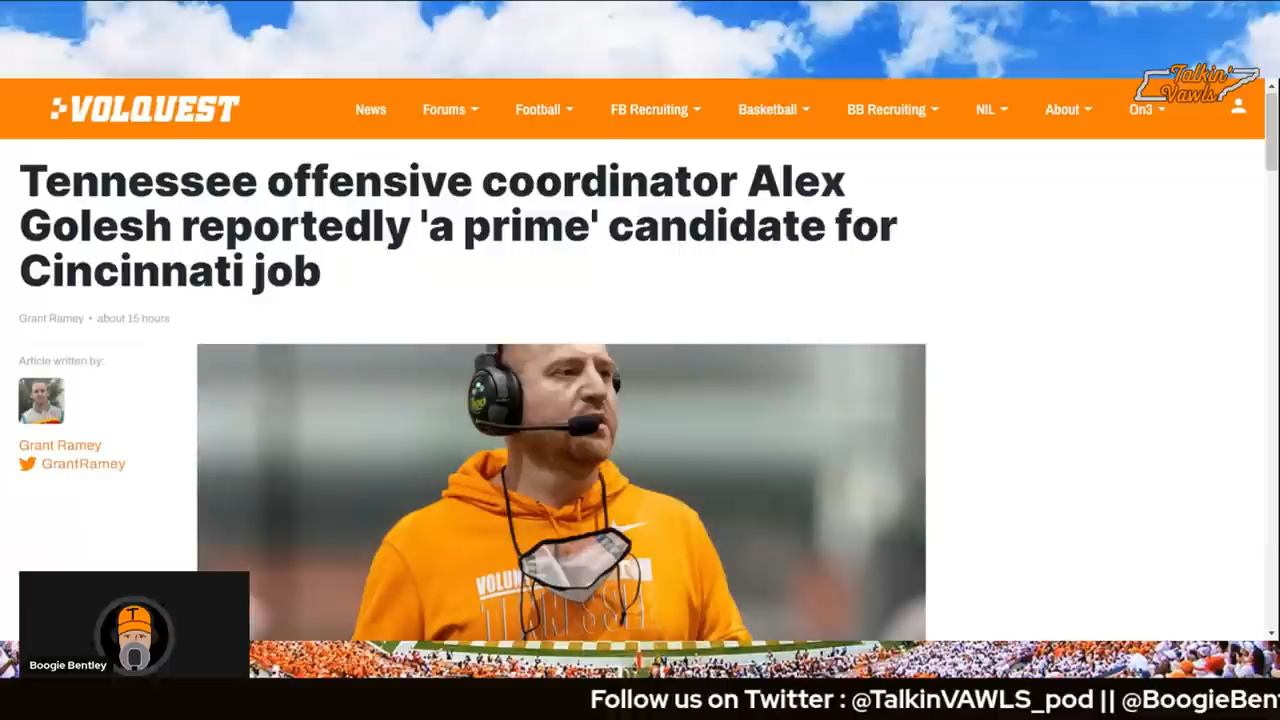 Talkin'
Vawls
VOLQUEST
News Forums Football FB Recruiting Basketball BB Recruiting NIL About On3
Tennessee offensive coordinator Alex
Golesh reportedly 'a prime' candidate for
Cincinnati job
Grant Ramey • about 15 hours
Article written by:
Grant Ramey
GrantRamey
TENNESSEE
T
Boogie Bentley
Follow us on Twitter : @TalkinVAWLS_pod || @BoogieBent